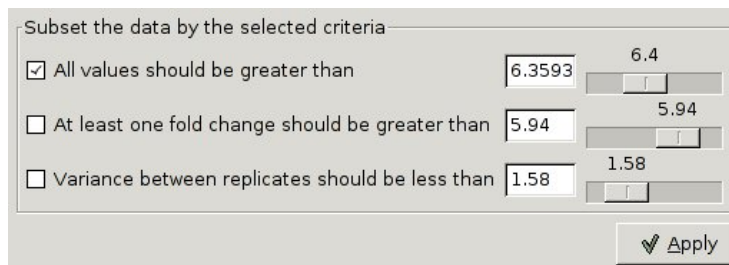 Subset the data by the selected criteria
All values should be greater than 6.3593 6.4
At least one fold change should be greater than 5.94 5.94
Variance between replicates should be less than 1.58 1.58
Apply